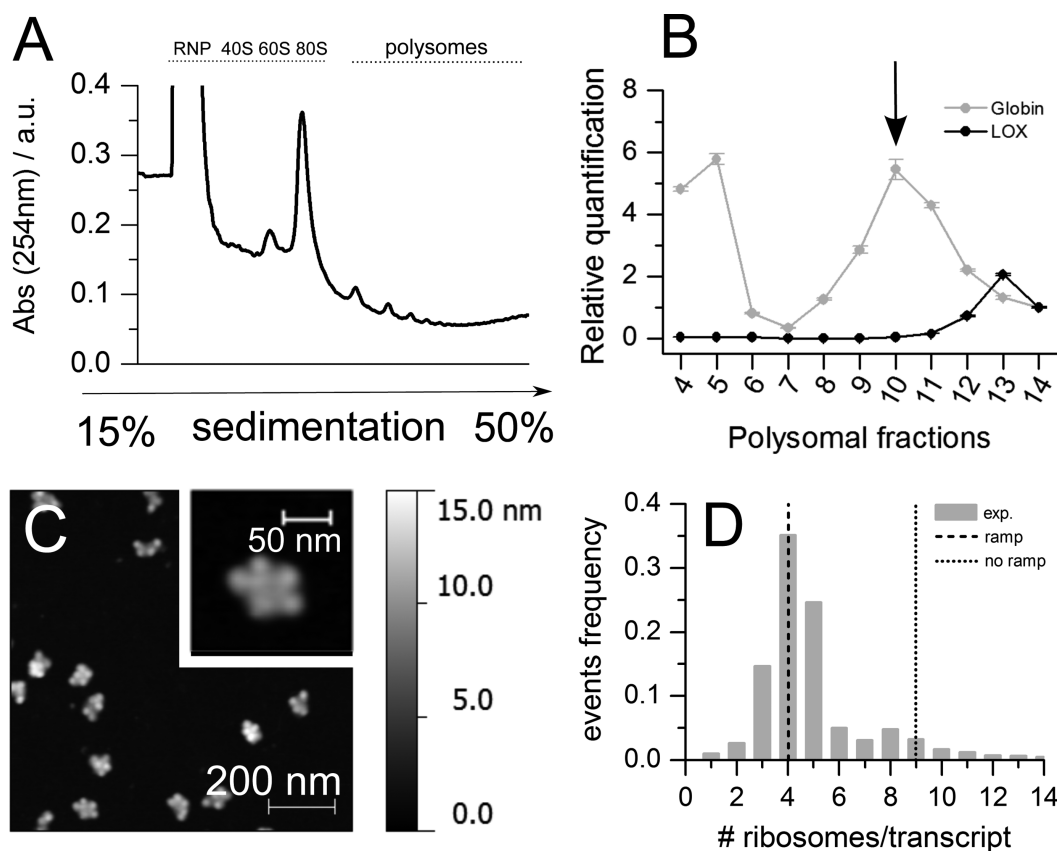 A
RNP 40S 60S 80S polysomes
Abs (254nm) / a.u.
0.4
0.3
0.2
0.1
0.0
15% sedimentation 50%
B
Relative quantification
8
6
4
2
0
Globin
LOX
4 5 6 7 8 9 10 11 12 13 14
Polysomal fractions
C
50 nm
200 nm
15.0 nm
10.0
5.0
0.0
D
events frequency
0.4
0.3
0.2
0.1
0.0
exp.
ramp
no ramp
0 2 4 6 8 10 12 14
# ribosomes/transcript